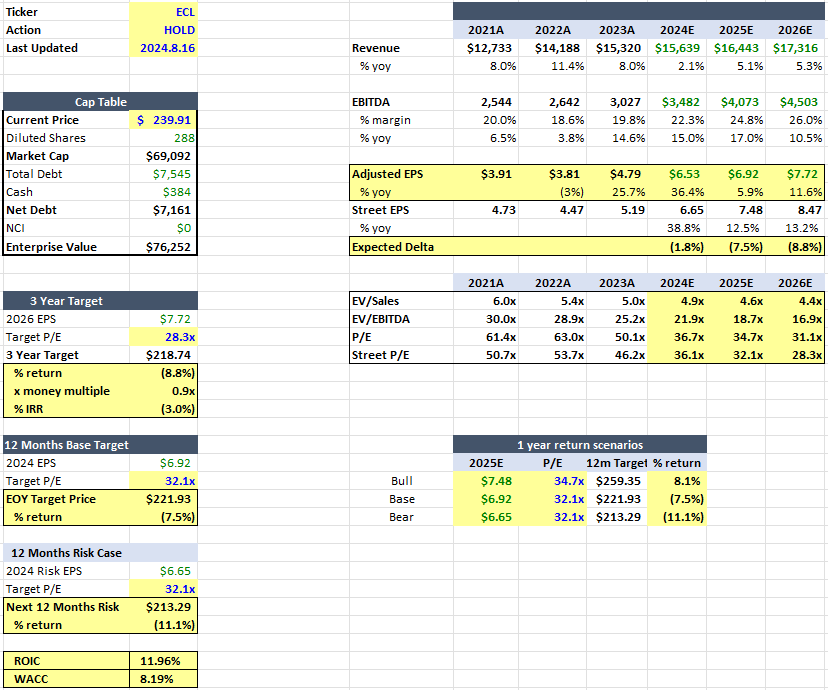 Ticker ECL
Action HOLD 2021A 2022A 2023A 2024E 2025E 2026E
Last Updated 2024.8.16 Revenue $12,733 $14,188 $15,320 $15,639 $16,443 $17,316
% yoy 8.0% 11.4% 8.0% 2.1% 5.1% 5.3%
Cap Table EBITDA 2,544 2,642 3,027 $3,482 $4,073 $4,503
Current Price $ 239.91 % margin 20.0% 18.6% 19.8% 22.3% 24.8% 26.0%
Diluted Shares 288 % yoy 6.5% 3.8% 14.6% 15.0% 17.0% 10.5%
Market Cap $69,092
Total Debt $7,545 Adjusted EPS $3.91 $3.81 $4.79 $6.53 $6.92 $7.72
Cash $384 % yoy (3%) 25.7% 36.4% 5.9% 11.6%
Net Debt $7,161 Street EPS 4.73 4.47 5.19 6.65 7.48 8.47
NCI $0 % yoy 38.8% 12.5% 13.2%
Enterprise Value $76,252 Expected Delta (1.8%) (7.5%) (8.8%)
2021A 2022A 2023A 2024E 2025E 2026E
3 Year Target EV/Sales 6.0x 5.4x 5.0x 4.9x 4.6x 4.4x
2026 EPS $7.72 EV/EBITDA 30.0x 28.9x 25.2x 21.9x 18.7x 16.9x
Target P/E 28.3x P/E 61.4x 63.0x 50.1x 36.7x 34.7x 31.1x
3 Year Target $218.74 Street P/E 50.7x 53.7x 46.2x 36.1x 32.1x 28.3x
% return (8.8%)
x money multiple 0.9x
% IRR (3.0%)
12 Months Base Target 1 year return scenarios
2024 EPS $6.92 2025E P/E 12m Target % return
Target P/E 32.1x Bull $7.48 34.7x $259.35 8.1%
EOY Target Price $221.93 Base $6.92 32.1x $221.93 (7.5%)
% return (7.5%) Bear $6.65 32.1x $213.29 (11.1%)
12 Months Risk Case
2024 Risk EPS $6.65
Target P/E 32.1x
Next 12 Months Risk $213.29
% return (11.1%)
ROIC 11.96%
WACC 8.19%